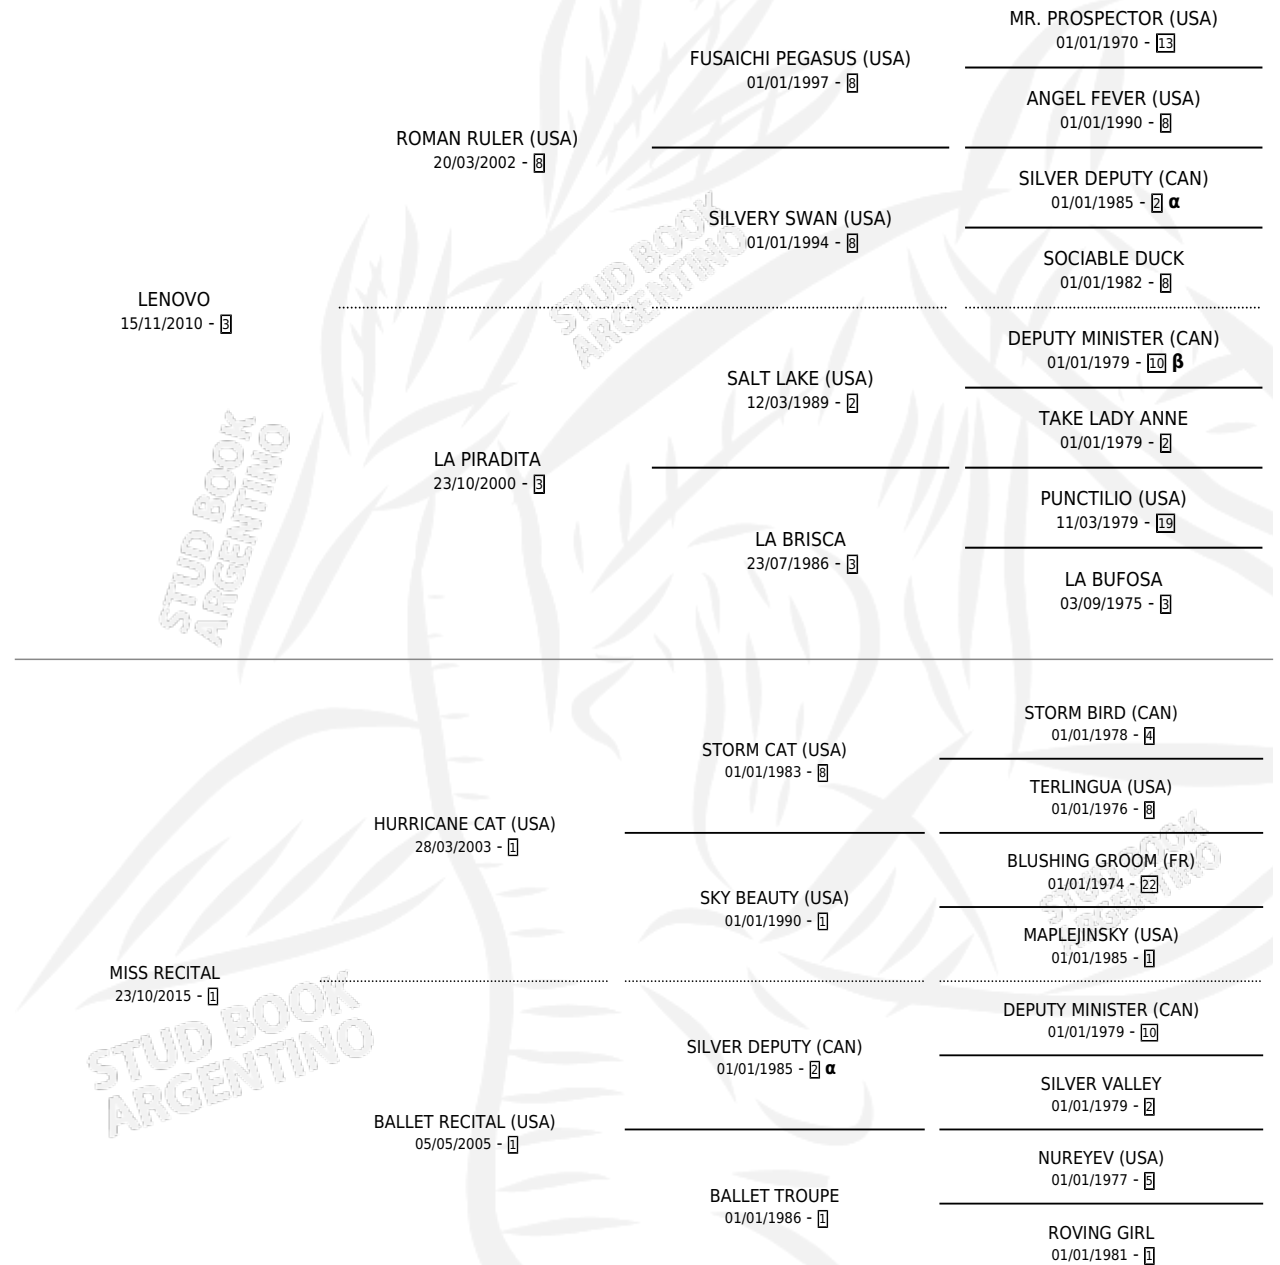 MR. PROSPECTOR (USA)
01/01/1970 - 13
FUSAICHI PEGASUS (USA)
01/01/1997 - 8
ANGEL FEVER (USA)
01/01/1990 - 8
ROMAN RULER (USA)
20/03/2002 - 8
SILVER DEPUTY (CAN)
01/01/1985 - 2 α
SILVERY SWAN (USA)
01/01/1994 - 8
SOCIABLE DUCK
01/01/1982 - 8
LENOVO
15/11/2010 - 3
DEPUTY MINISTER (CAN)
01/01/1979 - 10 β
SALT LAKE (USA)
12/03/1989 - 2
TAKE LADY ANNE
01/01/1979 - 2
LA PIRADITA
23/10/2000 - 3
PUNCTILIO (USA)
11/03/1979 - 19
LA BRISCA
23/07/1986 - 3
LA BUFOSA
03/09/1975 - 3
STORM BIRD (CAN)
01/01/1978 - 4
STORM CAT (USA)
01/01/1983 - 8
TERLINGUA (USA)
01/01/1976 - 8
HURRICANE CAT (USA)
28/03/2003 - 1
BLUSHING GROOM (FR)
01/01/1974 - 22
SKY BEAUTY (USA)
01/01/1990 - 1
MAPLEJINSKY (USA)
01/01/1985 - 1
MISS RECITAL
23/10/2015 - 1
DEPUTY MINISTER (CAN)
01/01/1979 - 10
SILVER DEPUTY (CAN)
01/01/1985 - 2 α
SILVER VALLEY
01/01/1979 - 2
BALLET RECITAL (USA)
05/05/2005 - 1
NUREYEV (USA)
01/01/1977 - 5
BALLET TROUPE
01/01/1986 - 1
ROVING GIRL
01/01/1981 - 1
STUD BOOK
ARGENTINO
STUD BOOK
ARGENTINO
STUD BOOK
ARGENTINO
STUD BOOK
ARGENTINO